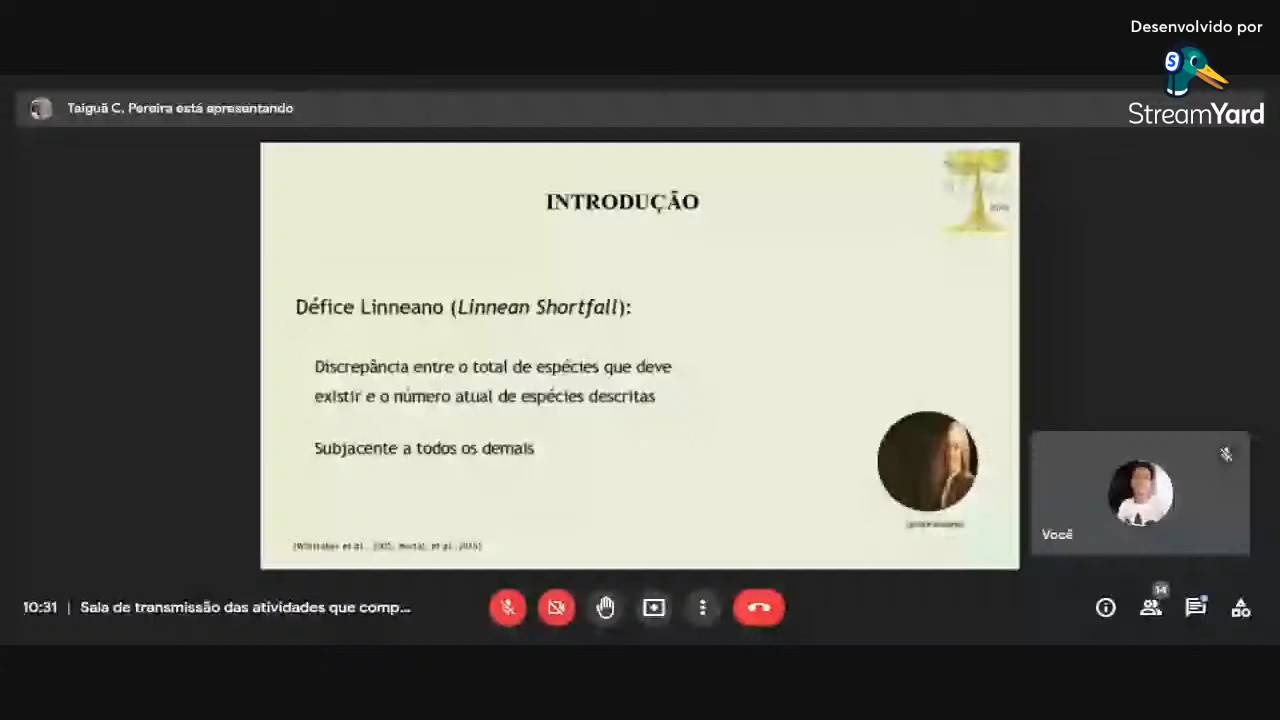 Desenvolvido por
StreamYard
Taiguã C. Pereira está apresentando
INTRODUÇÃO
Défice Linneano (Linnean Shortfall):
Discrepância entre o total de espécies que deve
existir e o número atual de espécies descritas
Subjacente a todos os demais
Você
10:31 | Sala de transmissão das atividades que comp...
14